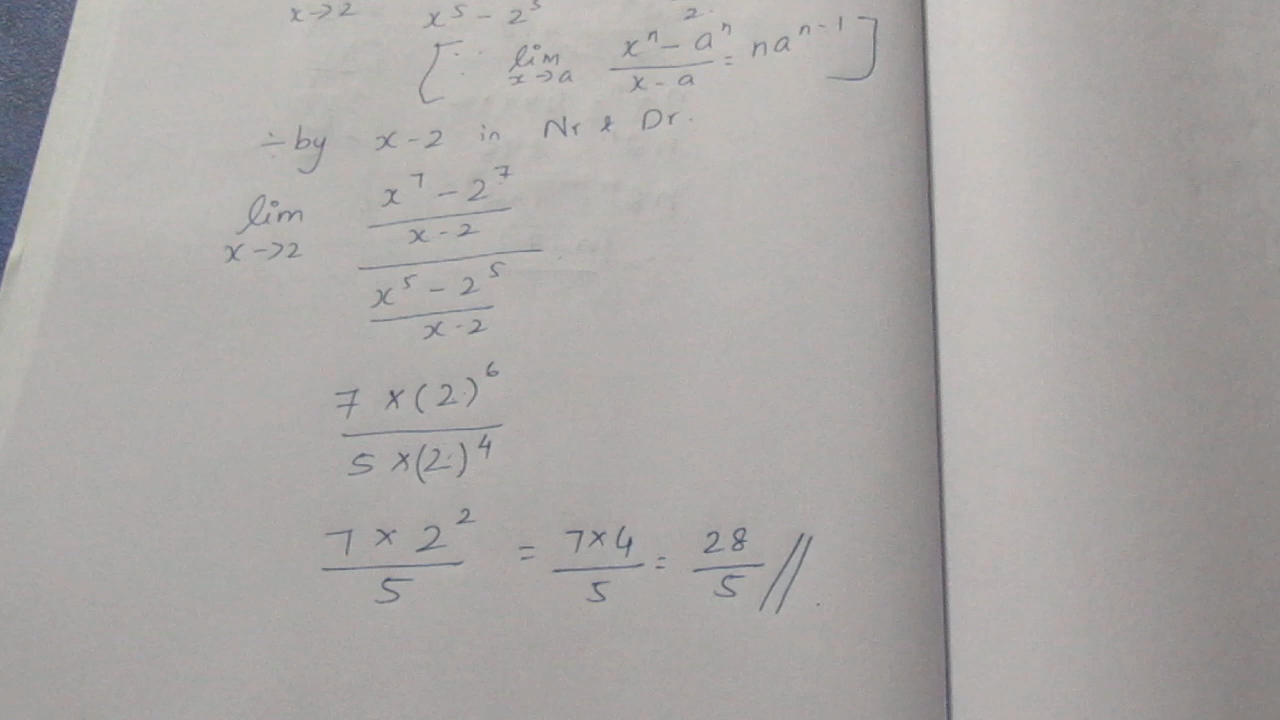 x→2 x⁵ - 2⁵ 2
[∵ lim x→a (xⁿ - aⁿ)/(x - a) = naⁿ⁻¹]
÷ by x - 2 in Nr & Dr.
lim x→2
x⁷ - 2⁷
x - 2
x⁵ - 2⁵
x - 2
7 × (2)⁶
5 × (2)⁴
7 × 2² / 5 = 7×4 / 5 = 28 / 5 //